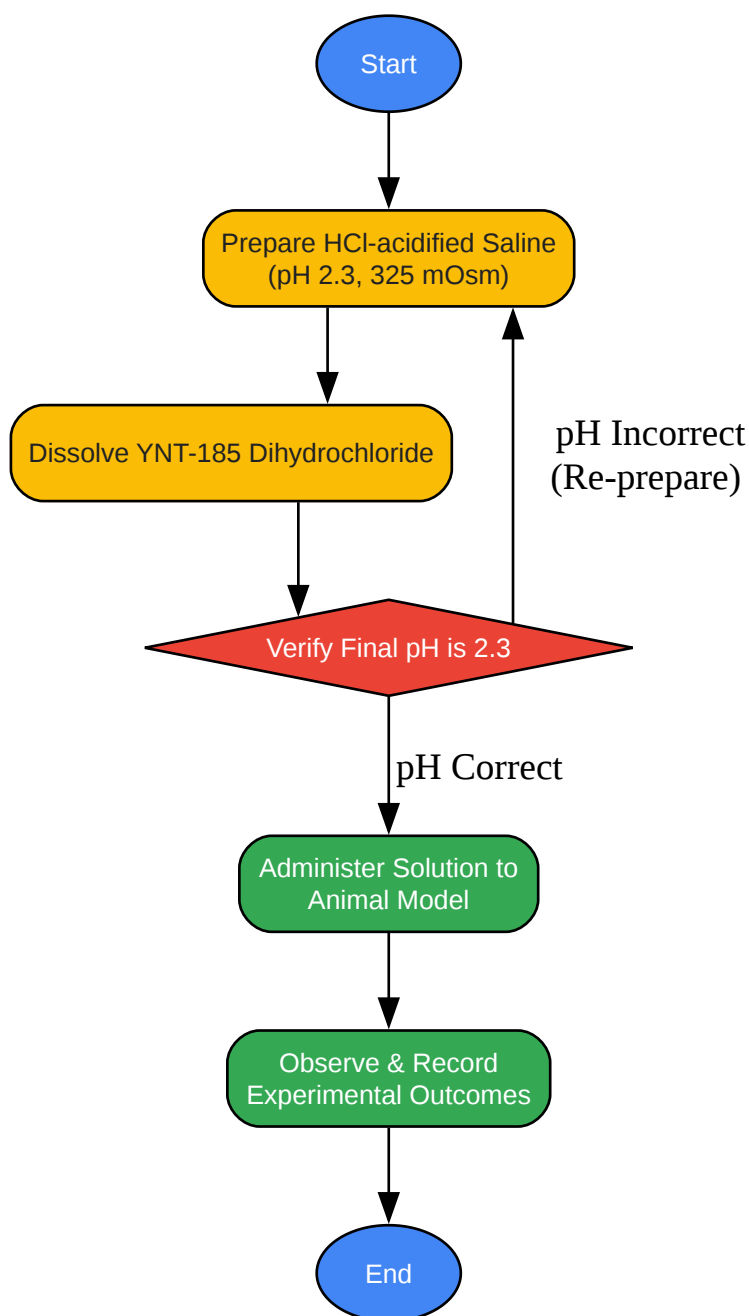 Start
Prepare HCl-acidified Saline
(pH 2.3, 325 mOsm)
Dissolve YNT-185 Dihydrochloride
pH Incorrect
(Re-prepare)
Verify Final pH is 2.3
pH Correct
Administer Solution to
Animal Model
Observe & Record
Experimental Outcomes
End